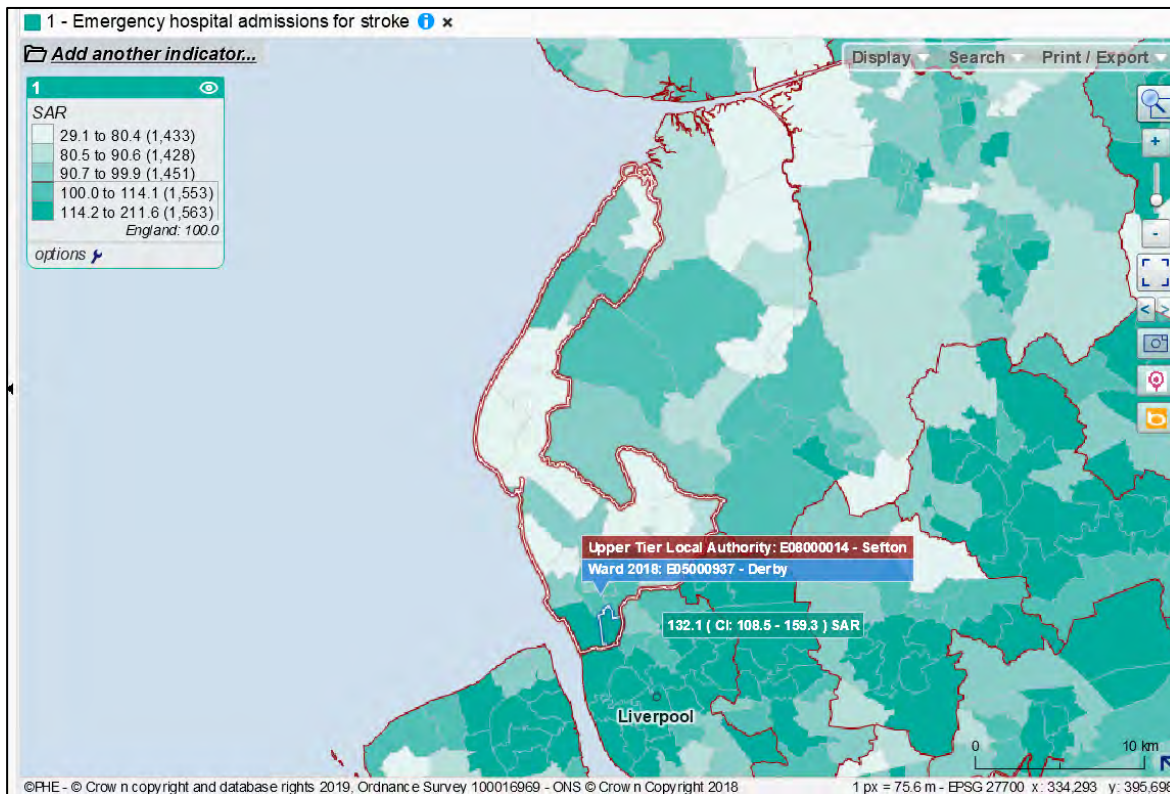 1 - Emergency hospital admissions for stroke i ×
Add another indicator...
Display Search Print / Export
1
SAR
29.1 to 80.4 (1,433)
80.5 to 90.6 (1,428)
90.7 to 99.9 (1,451)
100.0 to 114.1 (1,553)
114.2 to 211.6 (1,563)
England: 100.0
options
+
-
< >
Upper Tier Local Authority: E08000014 - Sefton
Ward 2018: E05000937 - Derby
132.1 ( CI: 108.5 - 159.3 ) SAR
Liverpool
0 10 km
©PHE - © Crown copyright and database rights 2019, Ordnance Survey 100016969 - ONS © Crown Copyright 2018 1 px = 75.6 m - EPSG 27700 x: 334,293 y: 395,695